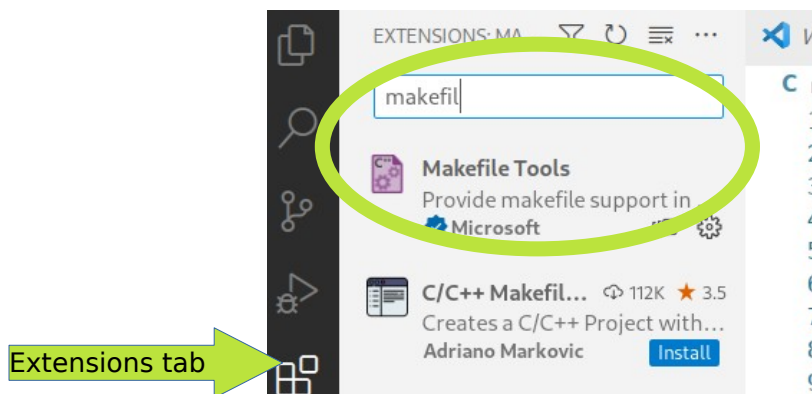 EXTENSIONS: MA...
makefil
Makefile Tools
Provide makefile support in ...
Microsoft
C/C++ Makefil... 112K ★ 3.5
Creates a C/C++ Project with...
Adriano Markovic Install
Extensions tab
C
C++